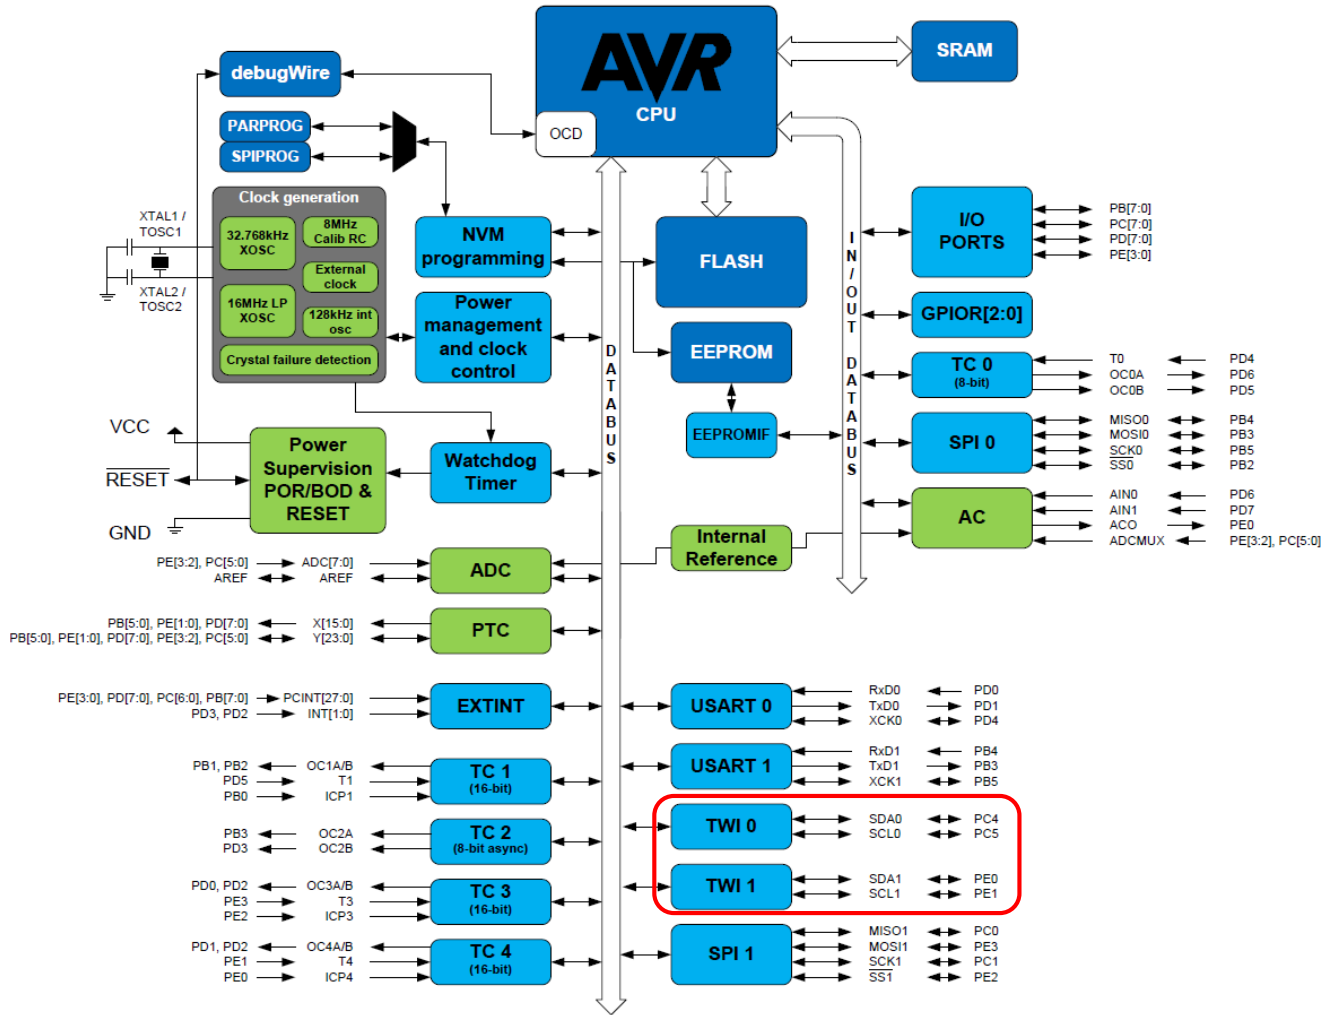 AVR
CPU
OCD
SRAM
debugWire
PARPROG
SPIPROG
Clock generation
XTAL1 /
TOSC1
32.768kHz
XOSC
8MHz
Calib RC
External
clock
XTAL2 /
TOSC2
16MHz LP
XOSC
128kHz int
osc
Crystal failure detection
NVM
programming
Power
management
and clock
control
FLASH
EEPROM
EEPROMIF
DATABUS
IN/OUT DATABUS
I/O
PORTS
PB[7:0]
PC[7:0]
PD[7:0]
PE[3:0]
GPIOR[2:0]
TC 0
(8-bit)
T0 PD4
OC0A PD6
OC0B PD5
SPI 0
MISO0 PB4
MOSI0 PB3
SCK0 PB5
SS0 PB2
AC
AIN0 PD6
AIN1 PD7
ACO PE0
ADCMUX PE[3:2], PC[5:0]
VCC
RESET
GND
Power
Supervision
POR/BOD &
RESET
Watchdog
Timer
Internal
Reference
PE[3:2], PC[5:0] ADC[7:0]
AREF AREF
ADC
PB[5:0], PE[1:0], PD[7:0] X[15:0]
PB[5:0], PE[1:0], PD[7:0], PE[3:2], PC[5:0] Y[23:0]
PTC
PE[3:0], PD[7:0], PC[6:0], PB[7:0] PCINT[27:0]
PD3, PD2 INT[1:0]
EXTINT
PB1, PB2 OC1A/B
PD5 T1
PB0 ICP1
TC 1
(16-bit)
PB3 OC2A
PD3 OC2B
TC 2
(8-bit async)
PD0, PD2 OC3A/B
PE3 T3
PE2 ICP3
TC 3
(16-bit)
PD1, PD2 OC4A/B
PE1 T4
PE0 ICP4
TC 4
(16-bit)
USART 0
RxD0 PD0
TxD0 PD1
XCK0 PD4
USART 1
RxD1 PB4
TxD1 PB3
XCK1 PB5
TWI 0
SDA0 PC4
SCL0 PC5
TWI 1
SDA1 PE0
SCL1 PE1
SPI 1
MISO1 PC0
MOSI1 PE3
SCK1 PC1
SS1 PE2